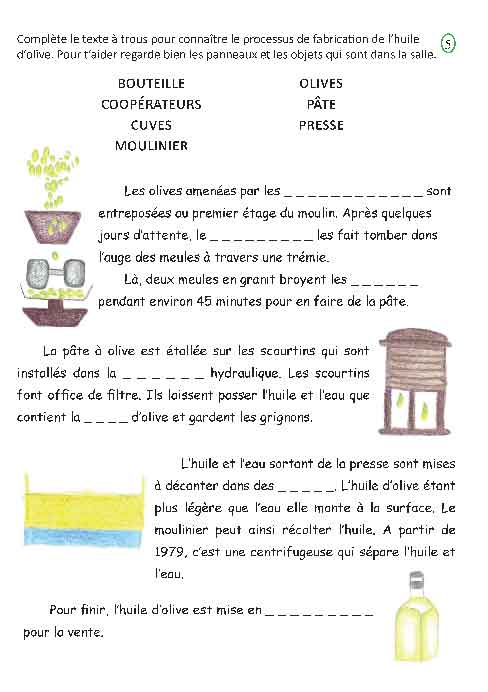 Complète le texte à trous pour connaître le processus de fabrication de l'huile
d'olive. Pour t'aider regarde bien les panneaux et les objets qui sont dans la salle.
5
BOUTEILLE OLIVES
COOPÉRATEURS PÂTE
CUVES PRESSE
MOULINIER
Les olives amenées par les _ _ _ _ _ _ _ _ _ _ _ _ sont
entreposées au premier étage du moulin. Après quelques
jours d'attente, le _ _ _ _ _ _ _ _ _ les fait tomber dans
l'auge des meules à travers une trémie.
Là, deux meules en granit broyent les _ _ _ _ _ _
pendant environ 45 minutes pour en faire de la pâte.
La pâte à olive est étallée sur les scourtins qui sont
installés dans la _ _ _ _ _ _ hydraulique. Les scourtins
font office de filtre. Ils laissent passer l'huile et l'eau que
contient la _ _ _ _ d'olive et gardent les grignons.
L'huile et l'eau sortant de la presse sont mises
à décanter dans des _ _ _ _ _. L'huile d'olive étant
plus légère que l'eau elle monte à la surface. Le
moulinier peut ainsi récolter l'huile. A partir de
1979, c'est une centrifugeuse qui sépare l'huile et
l'eau.
Pour finir, l'huile d'olive est mise en _ _ _ _ _ _ _ _ _
pour la vente.